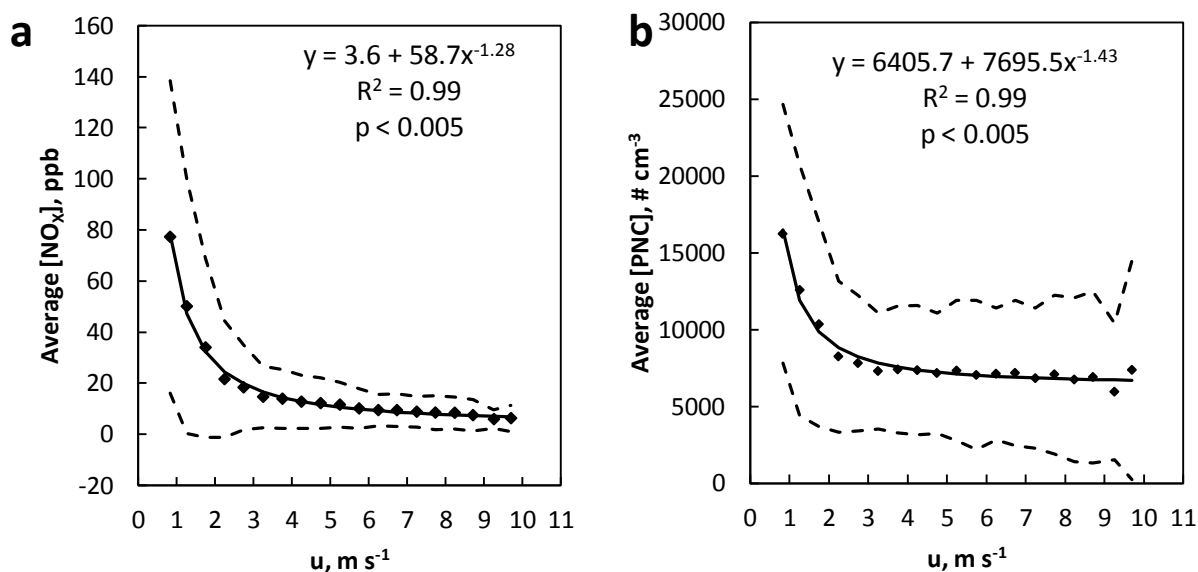 a
y = 3.6 + 58.7x^-1.28
R² = 0.99
p < 0.005
Average [NOX], ppb
160
140
120
100
80
60
40
20
0
-20
0 1 2 3 4 5 6 7 8 9 10 11
u, m s⁻¹
b
y = 6405.7 + 7695.5x^-1.43
R² = 0.99
p < 0.005
Average [PNC], # cm⁻³
30000
25000
20000
15000
10000
5000
0
0 1 2 3 4 5 6 7 8 9 10 11
u, m s⁻¹